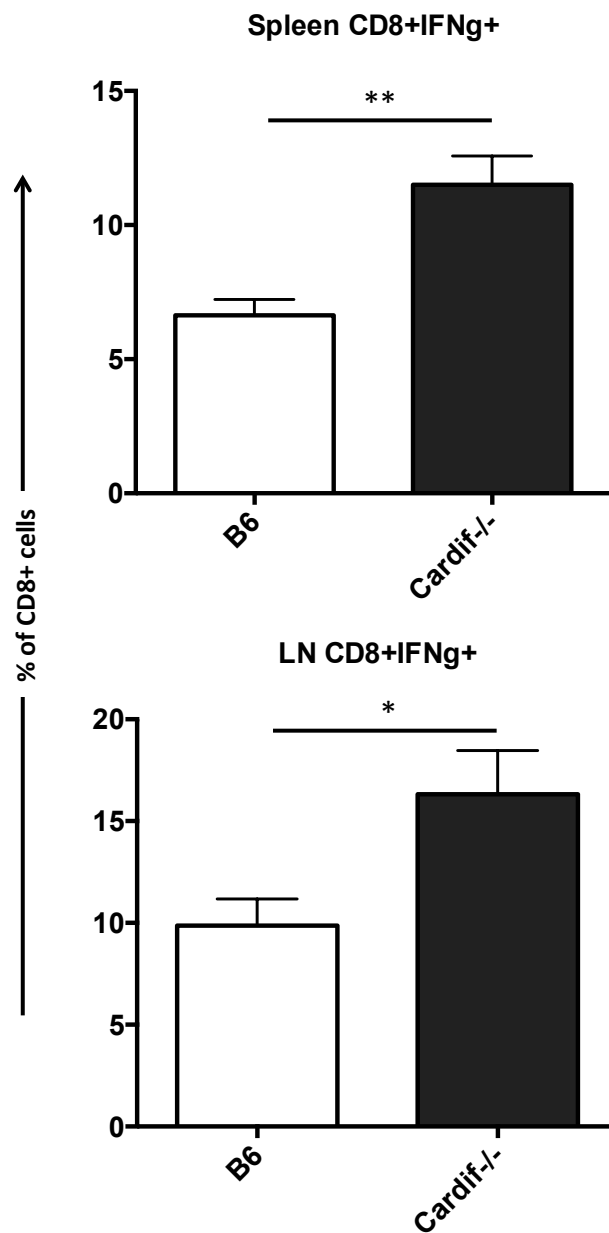 Spleen CD8+IFNg+
**
15
10
5
0
B6
Cardif-/-
% of CD8+ cells
LN CD8+IFNg+
*
20
15
10
5
0
B6
Cardif-/-